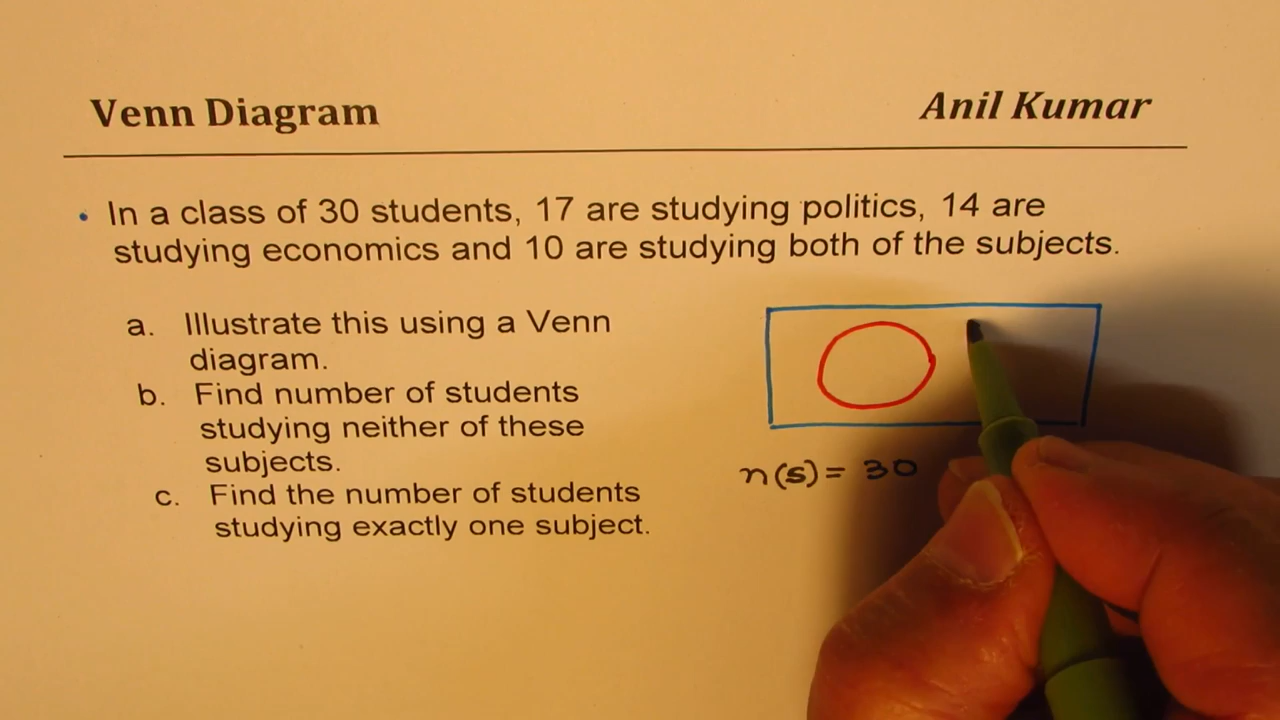 Venn Diagram
Anil Kumar
• In a class of 30 students, 17 are studying politics, 14 are
studying economics and 10 are studying both of the subjects.
a. Illustrate this using a Venn
diagram.
b. Find number of students
studying neither of these
subjects.
c. Find the number of students
studying exactly one subject.
n(s) = 30